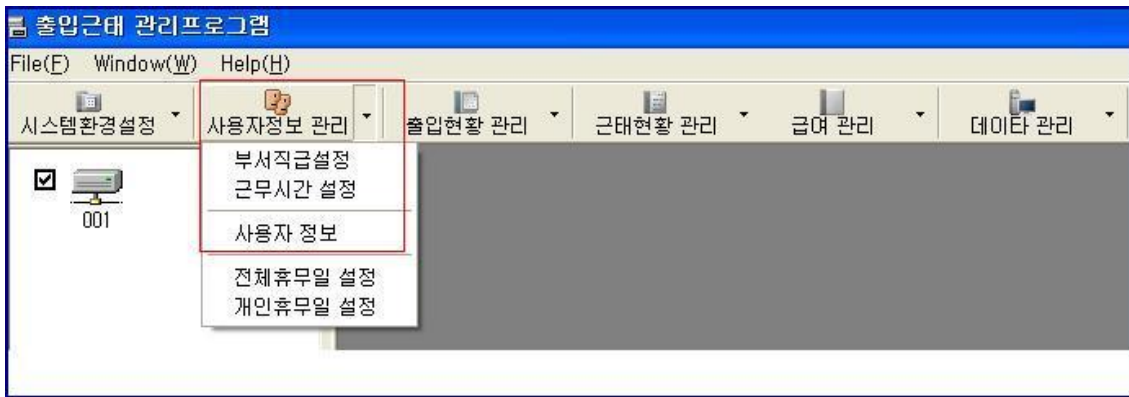 출입근태 관리프로그램
File(F) Window(W) Help(H)
시스템환경설정 사용자정보 관리 출입현황 관리 근태현황 관리 급여 관리 데이타 관리
부서직급설정
근무시간 설정
001
사용자 정보
전체휴무일 설정
개인휴무일 설정